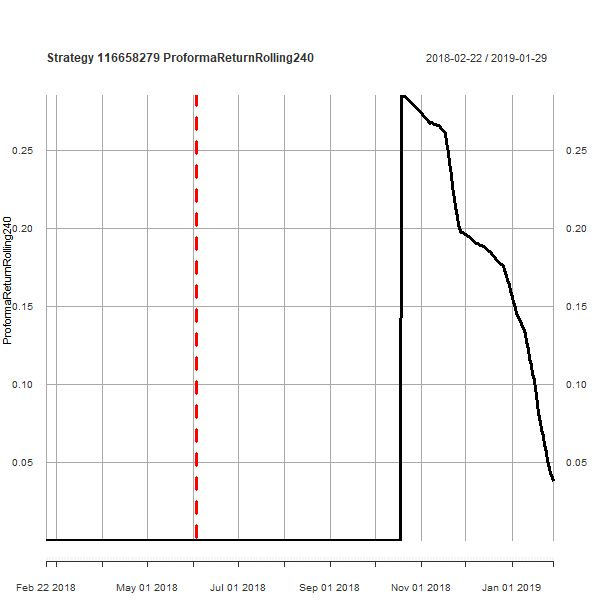 Strategy 116658279 ProformaReturnRolling240
2018-02-22 / 2019-01-29
ProformaReturnRolling240
0.25 0.25
0.20 0.20
0.15 0.15
0.10 0.10
0.05 0.05
Feb 22 2018 May 01 2018 Jul 01 2018 Sep 01 2018 Nov 01 2018 Jan 01 2019